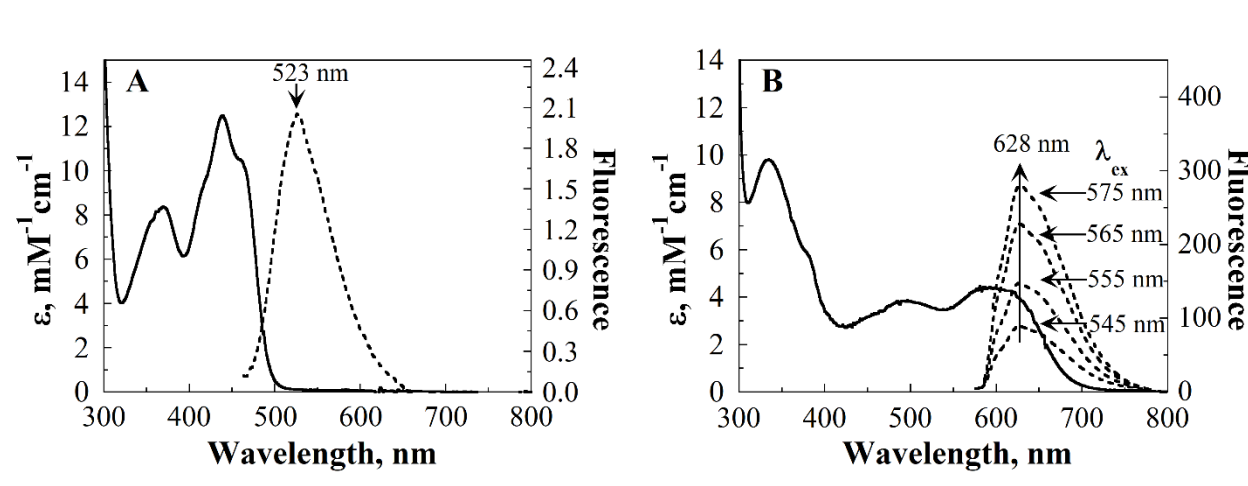 A
523 nm
14
12
10
8
6
4
2
0
2.4
2.1
1.8
1.5
1.2
0.9
0.6
0.3
0.0
ε, mM⁻¹cm⁻¹
Fluorescence
300 400 500 600 700 800
Wavelength, nm
B
628 nm
λex
575 nm
565 nm
555 nm
545 nm
14
12
10
8
6
4
2
0
400
300
200
100
0
ε, mM⁻¹cm⁻¹
Fluorescence
300 400 500 600 700 800
Wavelength, nm